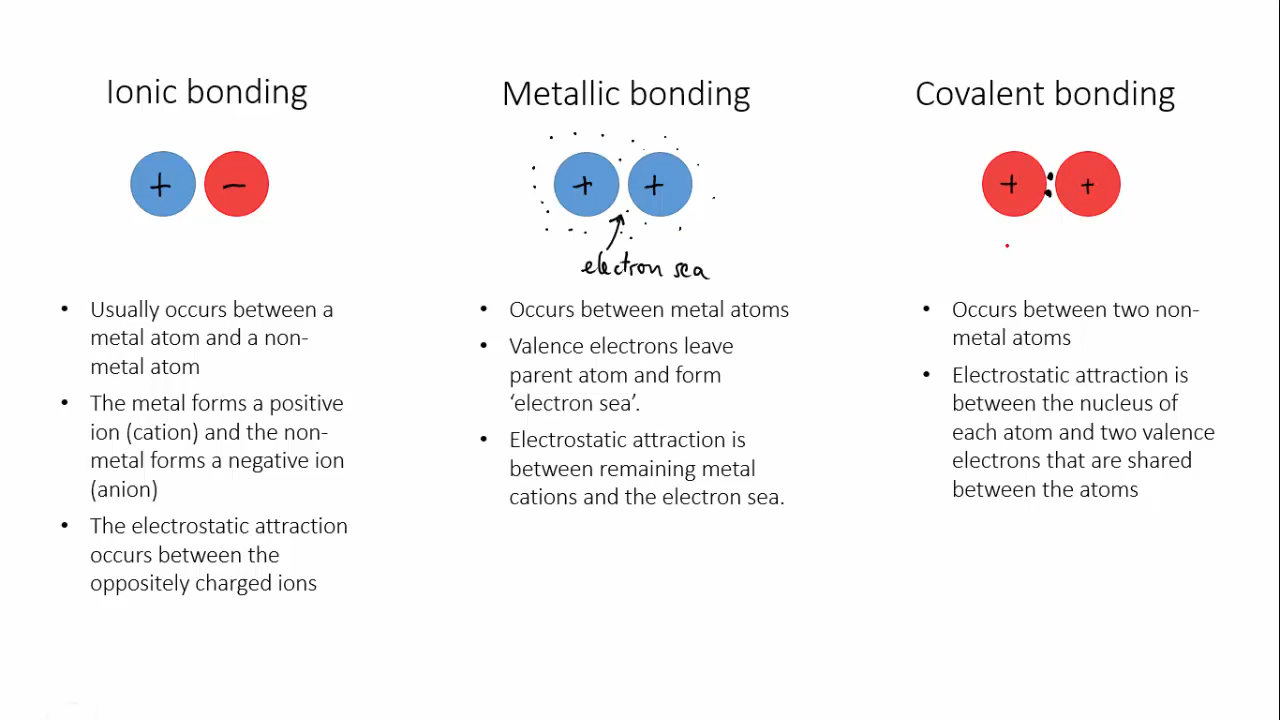 Ionic bonding
+ −
• Usually occurs between a
metal atom and a non-
metal atom
• The metal forms a positive
ion (cation) and the non-
metal forms a negative ion
(anion)
• The electrostatic attraction
occurs between the
oppositely charged ions
Metallic bonding
+ +
electron sea
• Occurs between metal atoms
• Valence electrons leave
parent atom and form
‘electron sea’.
• Electrostatic attraction is
between remaining metal
cations and the electron sea.
Covalent bonding
+ : +
• Occurs between two non-
metal atoms
• Electrostatic attraction is
between the nucleus of
each atom and two valence
electrons that are shared
between the atoms